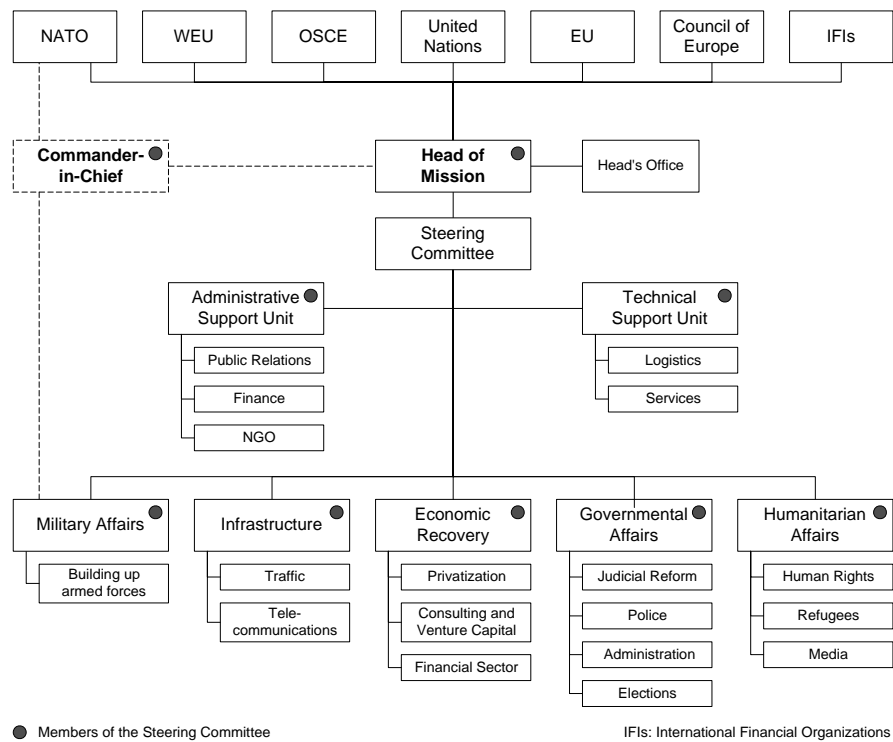 NATO
WEU
OSCE
United
Nations
EU
Council of
Europe
IFIs
Commander-
in-Chief
Head of
Mission
Head's Office
Steering
Committee
Administrative
Support Unit
Technical
Support Unit
Public Relations
Finance
NGO
Logistics
Services
Military Affairs
Building up
armed forces
Infrastructure
Traffic
Tele-
communications
Economic
Recovery
Privatization
Consulting and
Venture Capital
Financial Sector
Governmental
Affairs
Judicial Reform
Police
Administration
Elections
Humanitarian
Affairs
Human Rights
Refugees
Media
Members of the Steering Committee
IFIs: International Financial Organizations